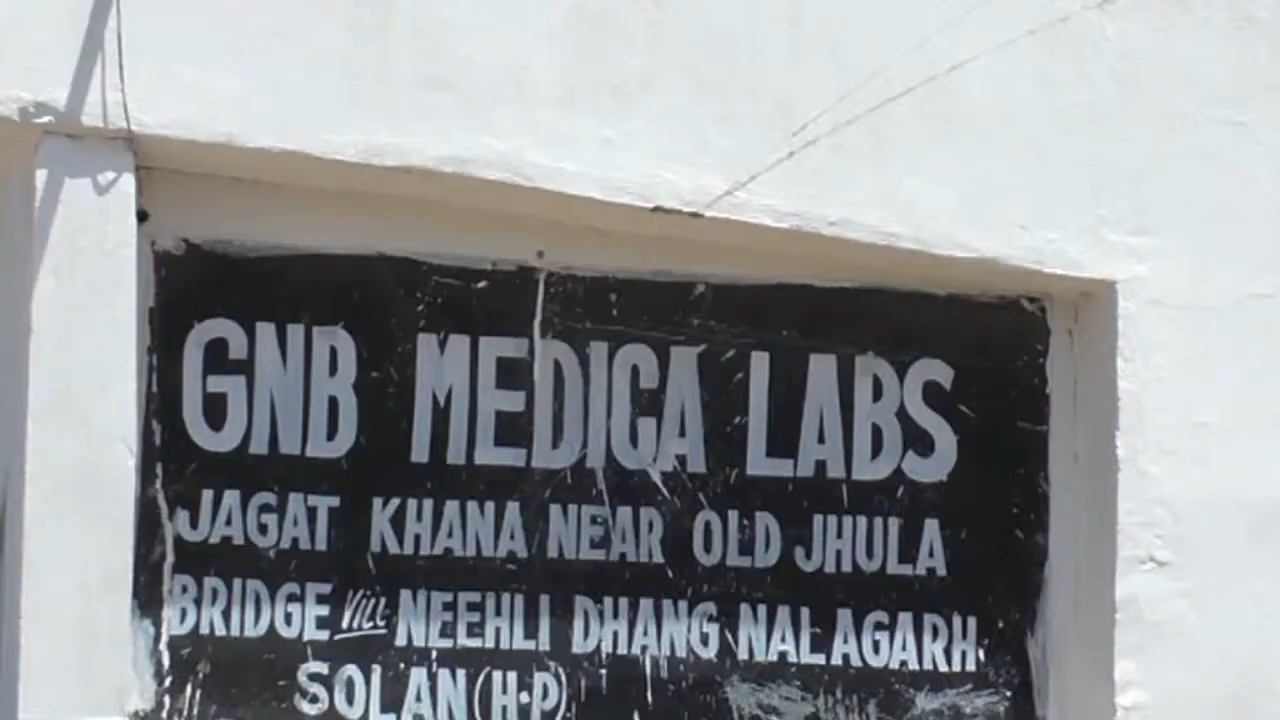 GNB MEDICA LABS
JAGAT KHANA NEAR OLD JHULA
BRIDGE Vill NEEHLI DHANG NALAGARH
SOLAN (H.P)